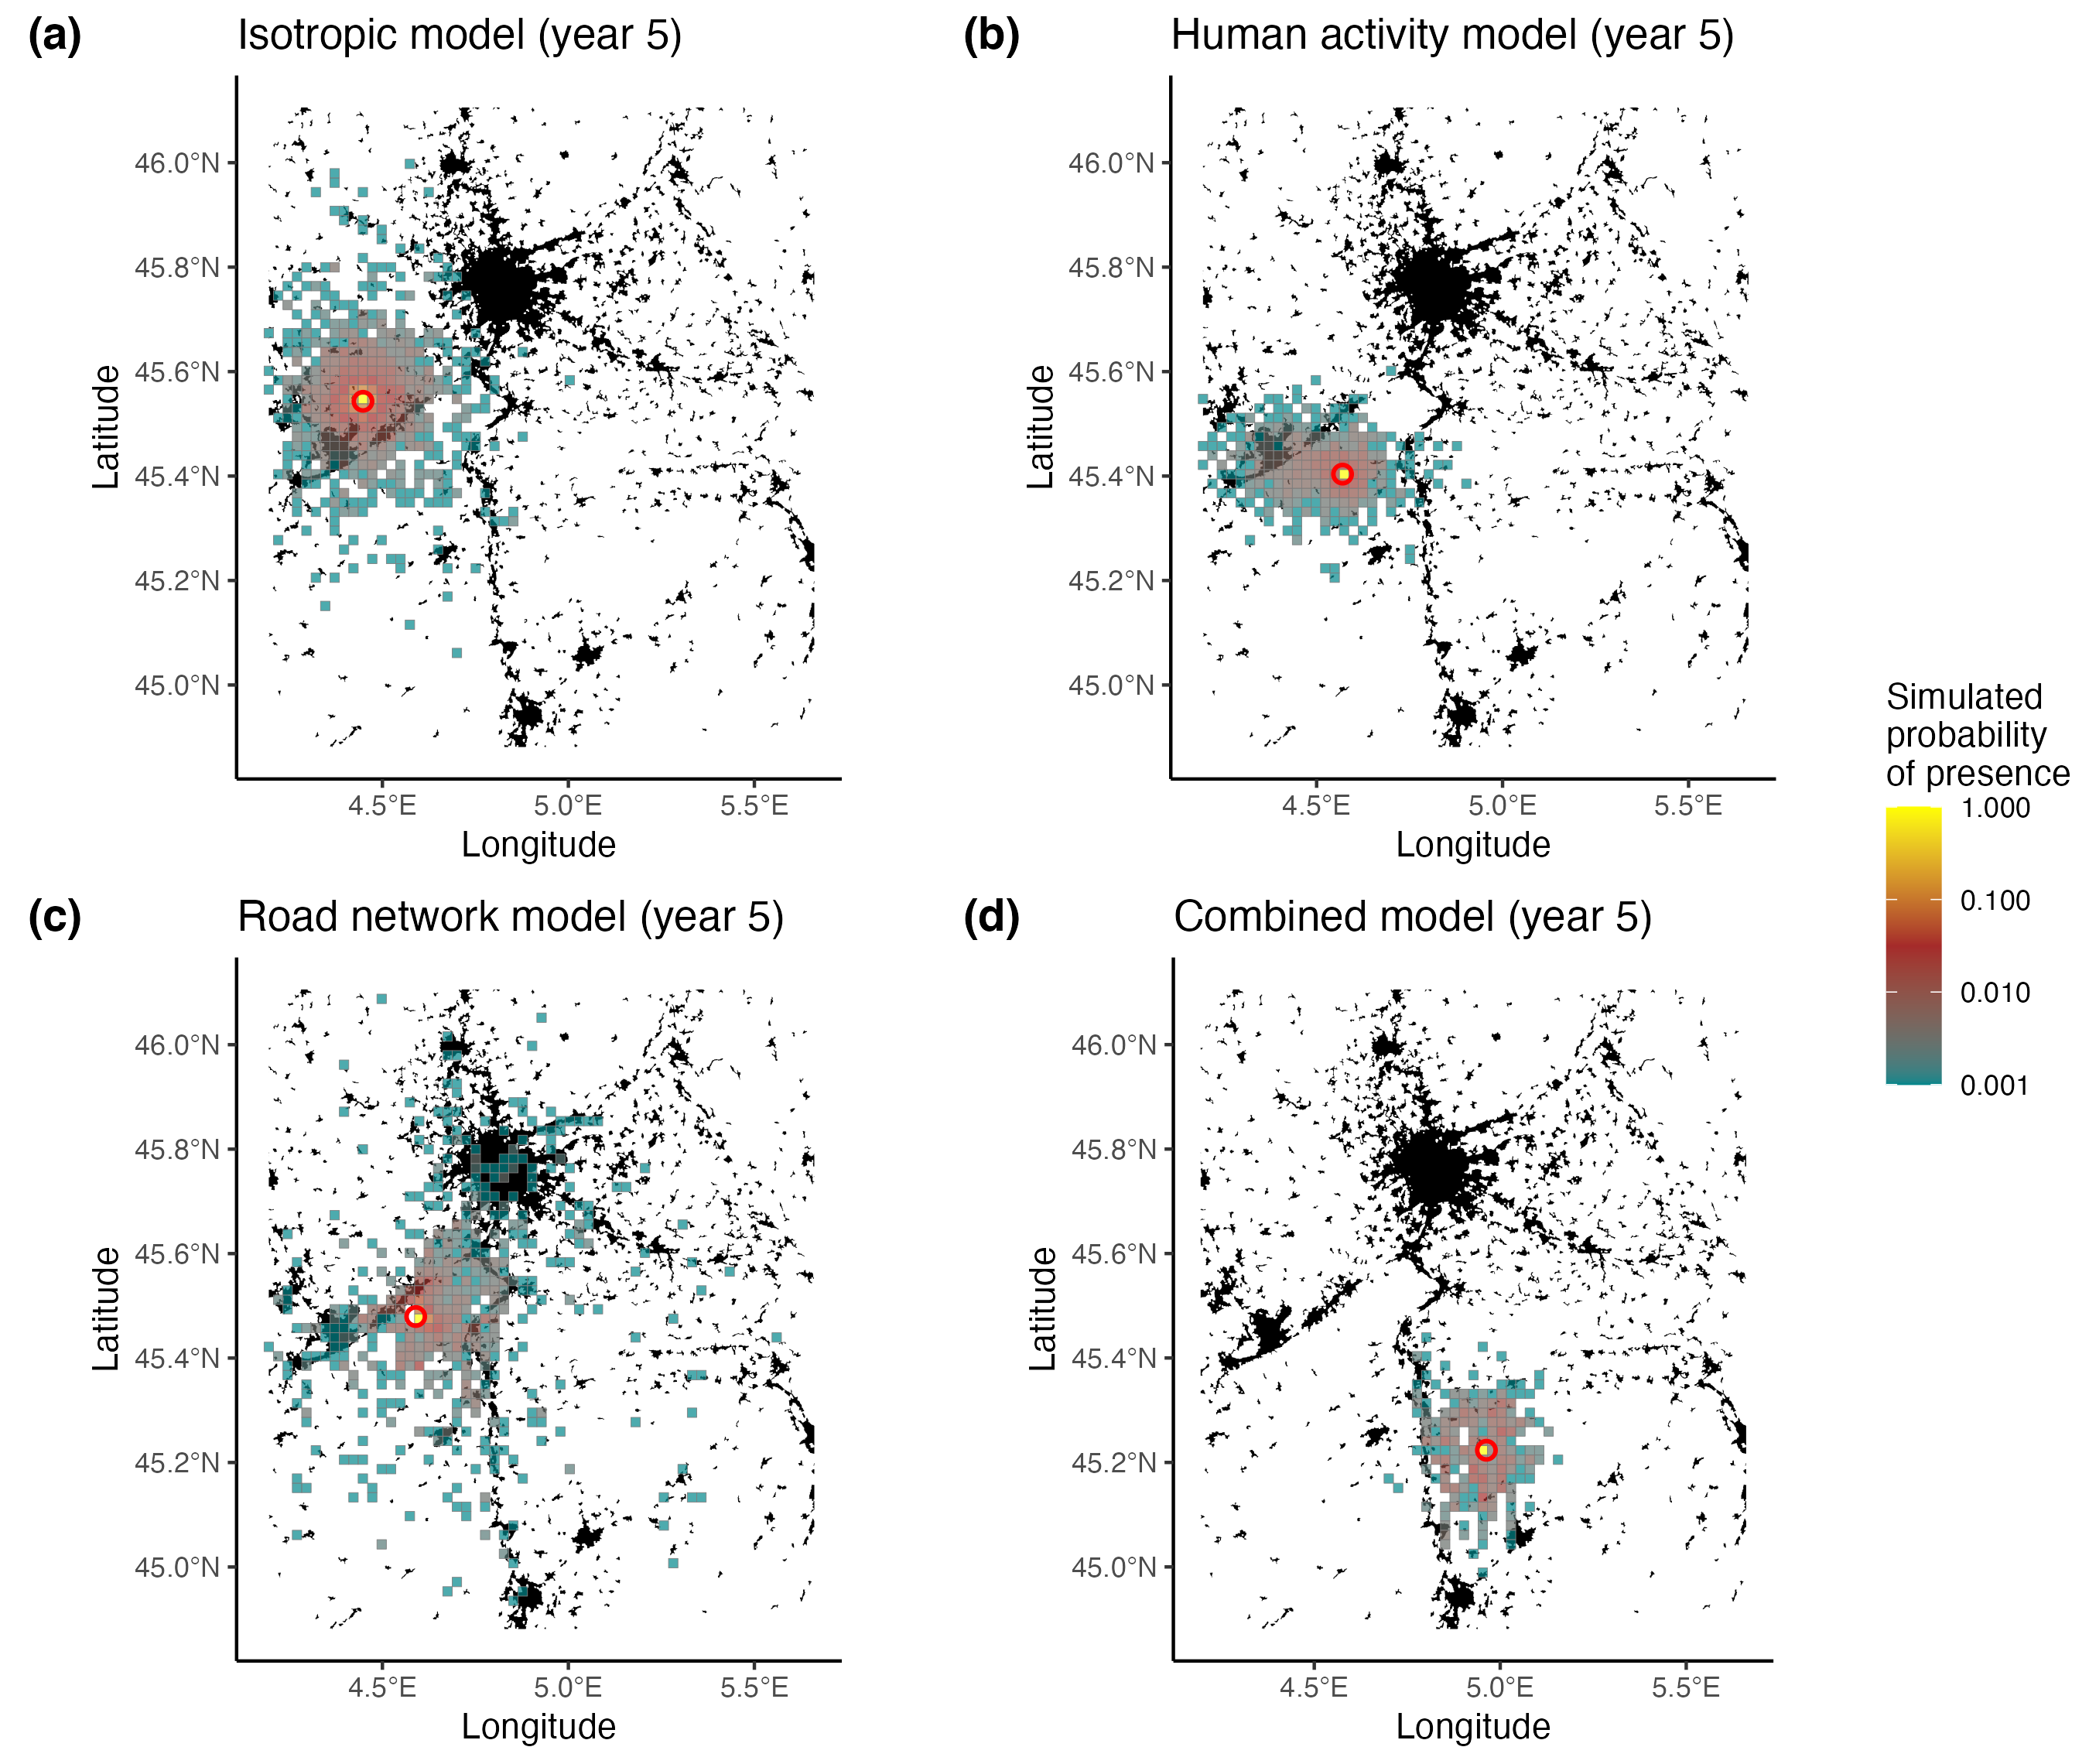 (a) Isotropic model (year 5)
46.0°N
45.8°N
45.6°N
45.4°N
45.2°N
45.0°N
Latitude
4.5°E 5.0°E 5.5°E
Longitude
(b) Human activity model (year 5)
46.0°N
45.8°N
45.6°N
45.4°N
45.2°N
45.0°N
Latitude
4.5°E 5.0°E 5.5°E
Longitude
(c) Road network model (year 5)
46.0°N
45.8°N
45.6°N
45.4°N
45.2°N
45.0°N
Latitude
4.5°E 5.0°E 5.5°E
Longitude
(d) Combined model (year 5)
46.0°N
45.8°N
45.6°N
45.4°N
45.2°N
45.0°N
Latitude
4.5°E 5.0°E 5.5°E
Longitude
Simulated
probability
of presence
1.000
0.100
0.010
0.001